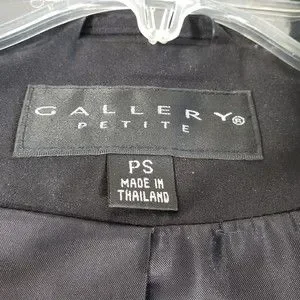 GALLERY®
PETITE
PS
MADE IN
THAILAND